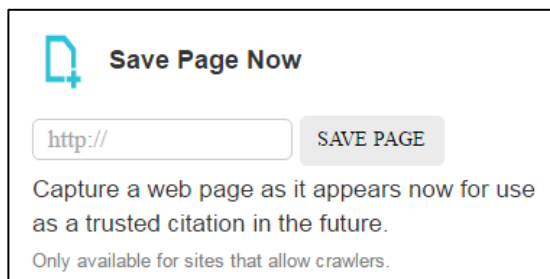 Save Page Now
http:// SAVE PAGE
Capture a web page as it appears now for use
as a trusted citation in the future.
Only available for sites that allow crawlers.